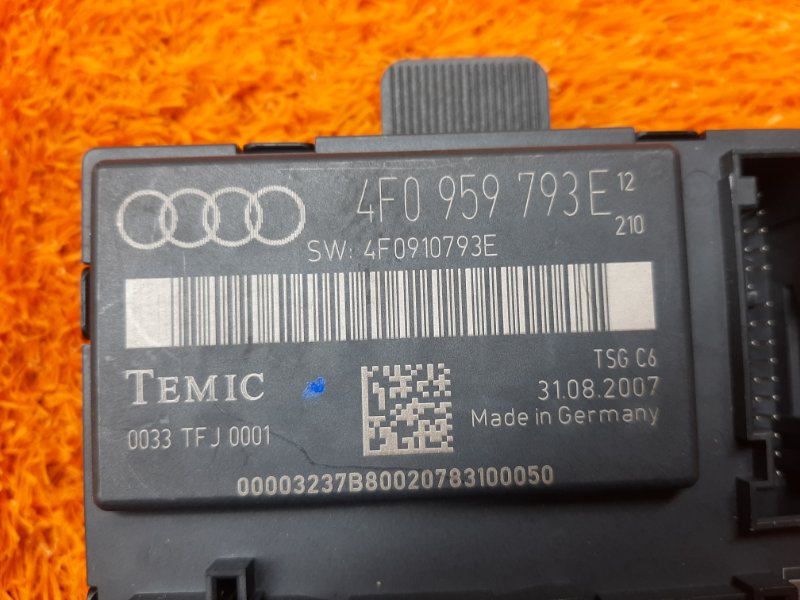 4F0 959 793E 12
210
SW: 4F0910793E
TSG C6
TEMIC
31.08.2007
Made in Germany
0033 TFJ 0001
00003237B80020783100050